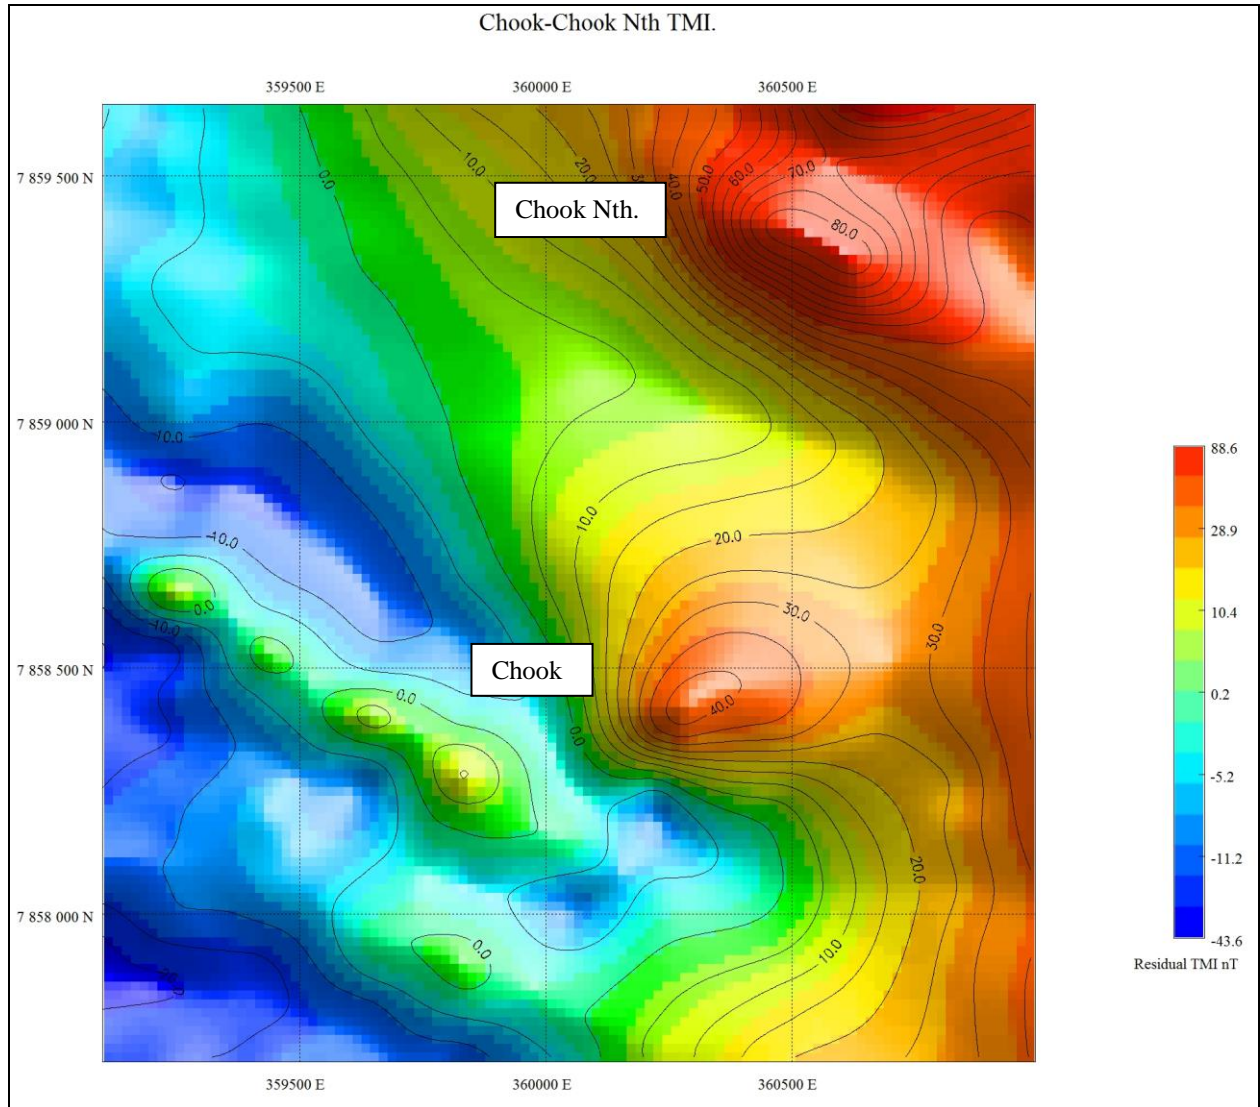 Chook-Chook Nth TMI.
359500 E 360000 E 360500 E
7 859 500 N
0.0 10.0 20.0 40.0 50.0 60.0 70.0
Chook Nth.
80.0
7 859 000 N
-10.0
10.0
-10.0 20.0
0.0 30.0
-10.0 30.0
7 858 500 N
Chook
0.0 40.0
0.0
20.0
7 858 000 N
0.0 10.0
359500 E 360000 E 360500 E
88.6
28.9
10.4
0.2
-5.2
-11.2
-43.6
Residual TMI nT